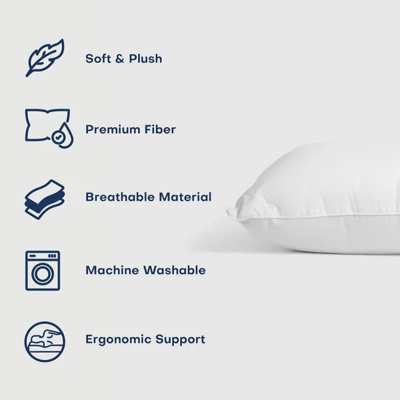 Soft & Plush
Premium Fiber
Breathable Material
Machine Washable
Ergonomic Support